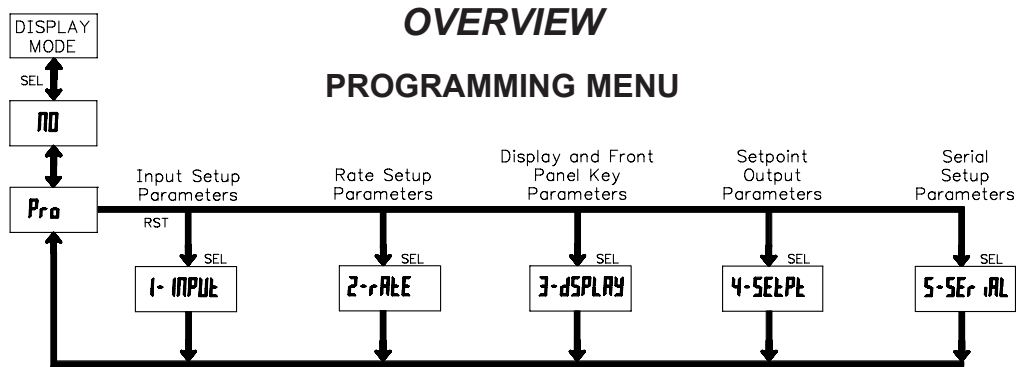 OVERVIEW
PROGRAMMING MENU
DISPLAY
MODE
SEL
NO
Pro
RST
Input Setup
Parameters
Rate Setup
Parameters
Display and Front
Panel Key
Parameters
Setpoint
Output
Parameters
Serial
Setup
Parameters
SEL
1-INPUt
SEL
2-rAtE
SEL
3-dSPLAY
SEL
4-SEtPt
SEL
5-SErIAL